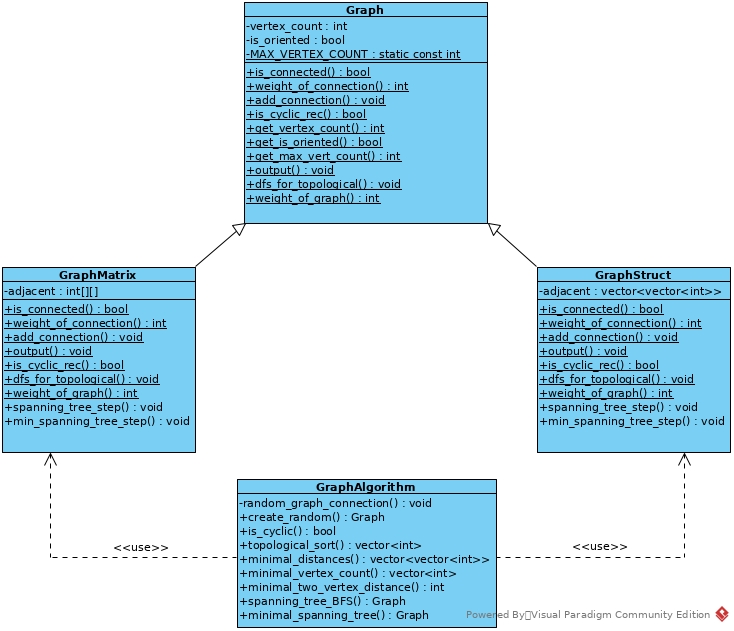 Graph
-vertex_count : int
-is_oriented : bool
-MAX_VERTEX_COUNT : static const int
+is_connected() : bool
+weight_of_connection() : int
+add_connection() : void
+is_cyclic_rec() : bool
+get_vertex_count() : int
+get_is_oriented() : bool
+get_max_vert_count() : int
+output() : void
+dfs_for_topological() : void
+weight_of_graph() : int
GraphMatrix
-adjacent : int[][]
+is_connected() : bool
+weight_of_connection() : int
+add_connection() : void
+output() : void
+is_cyclic_rec() : bool
+dfs_for_topological() : void
+weight_of_graph() : int
+spanning_tree_step() : void
+min_spanning_tree_step() : void
GraphStruct
-adjacent : vector<vector<int>>
+is_connected() : bool
+weight_of_connection() : int
+add_connection() : void
+output() : void
+is_cyclic_rec() : bool
+dfs_for_topological() : void
+weight_of_graph() : int
+spanning_tree_step() : void
+min_spanning_tree_step() : void
<<use>>
<<use>>
GraphAlgorithm
-random_graph_connection() : void
+create_random() : Graph
+is_cyclic() : bool
+topological_sort() : vector<int>
+minimal_distances() : vector<vector<int>>
+minimal_vertex_count() : vector<int>
+minimal_two_vertex_distance() : int
+spanning_tree_BFS() : Graph
+minimal_spanning_tree() : Graph
Powered By Visual Paradigm Community Edition